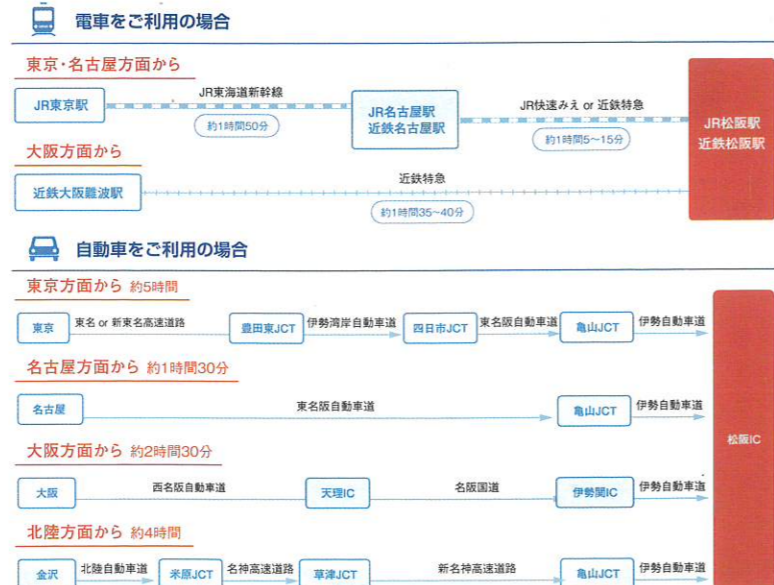 電車をご利用の場合
東京・名古屋方面から
JR東京駅
JR東海道新幹線
約1時間50分
JR名古屋駅
近鉄名古屋駅
JR快速みえ or 近鉄特急
約1時間5〜15分
JR松阪駅
近鉄松阪駅
大阪方面から
近鉄大阪難波駅
近鉄特急
約1時間35〜40分
自動車をご利用の場合
東京方面から 約5時間
東京
東名 or 新東名高速道路
豊田東JCT
伊勢湾岸自動車道
四日市JCT
東名阪自動車道
亀山JCT
伊勢自動車道
名古屋方面から 約1時間30分
名古屋
東名阪自動車道
亀山JCT
伊勢自動車道
松阪IC
大阪方面から 約2時間30分
大阪
西名阪自動車道
天理IC
名阪国道
伊勢関IC
伊勢自動車道
北陸方面から 約4時間
金沢
北陸自動車道
米原JCT
名神高速道路
草津JCT
新名神高速道路
亀山JCT
伊勢自動車道